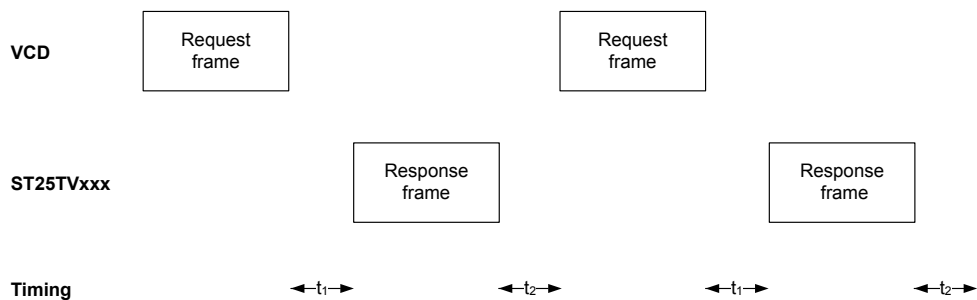 VCD
Request
frame
Request
frame
ST25TVxxx
Response
frame
Response
frame
Timing
t1
t2
t1
t2